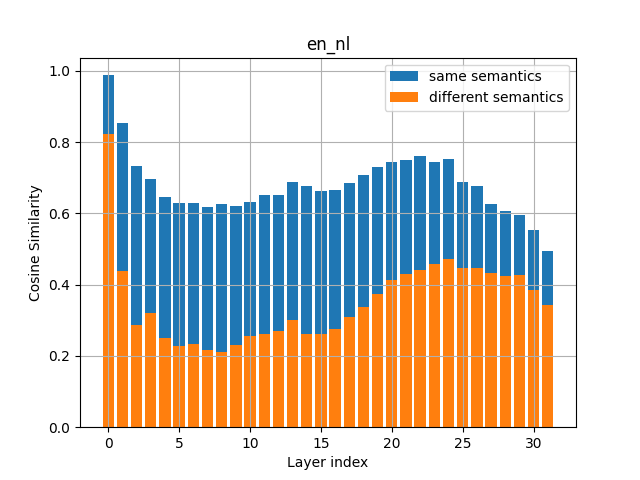 en_nl
same semantics
different semantics
1.0
0.8
0.6
0.4
0.2
0.0
Cosine Similarity
0 5 10 15 20 25 30
Layer index